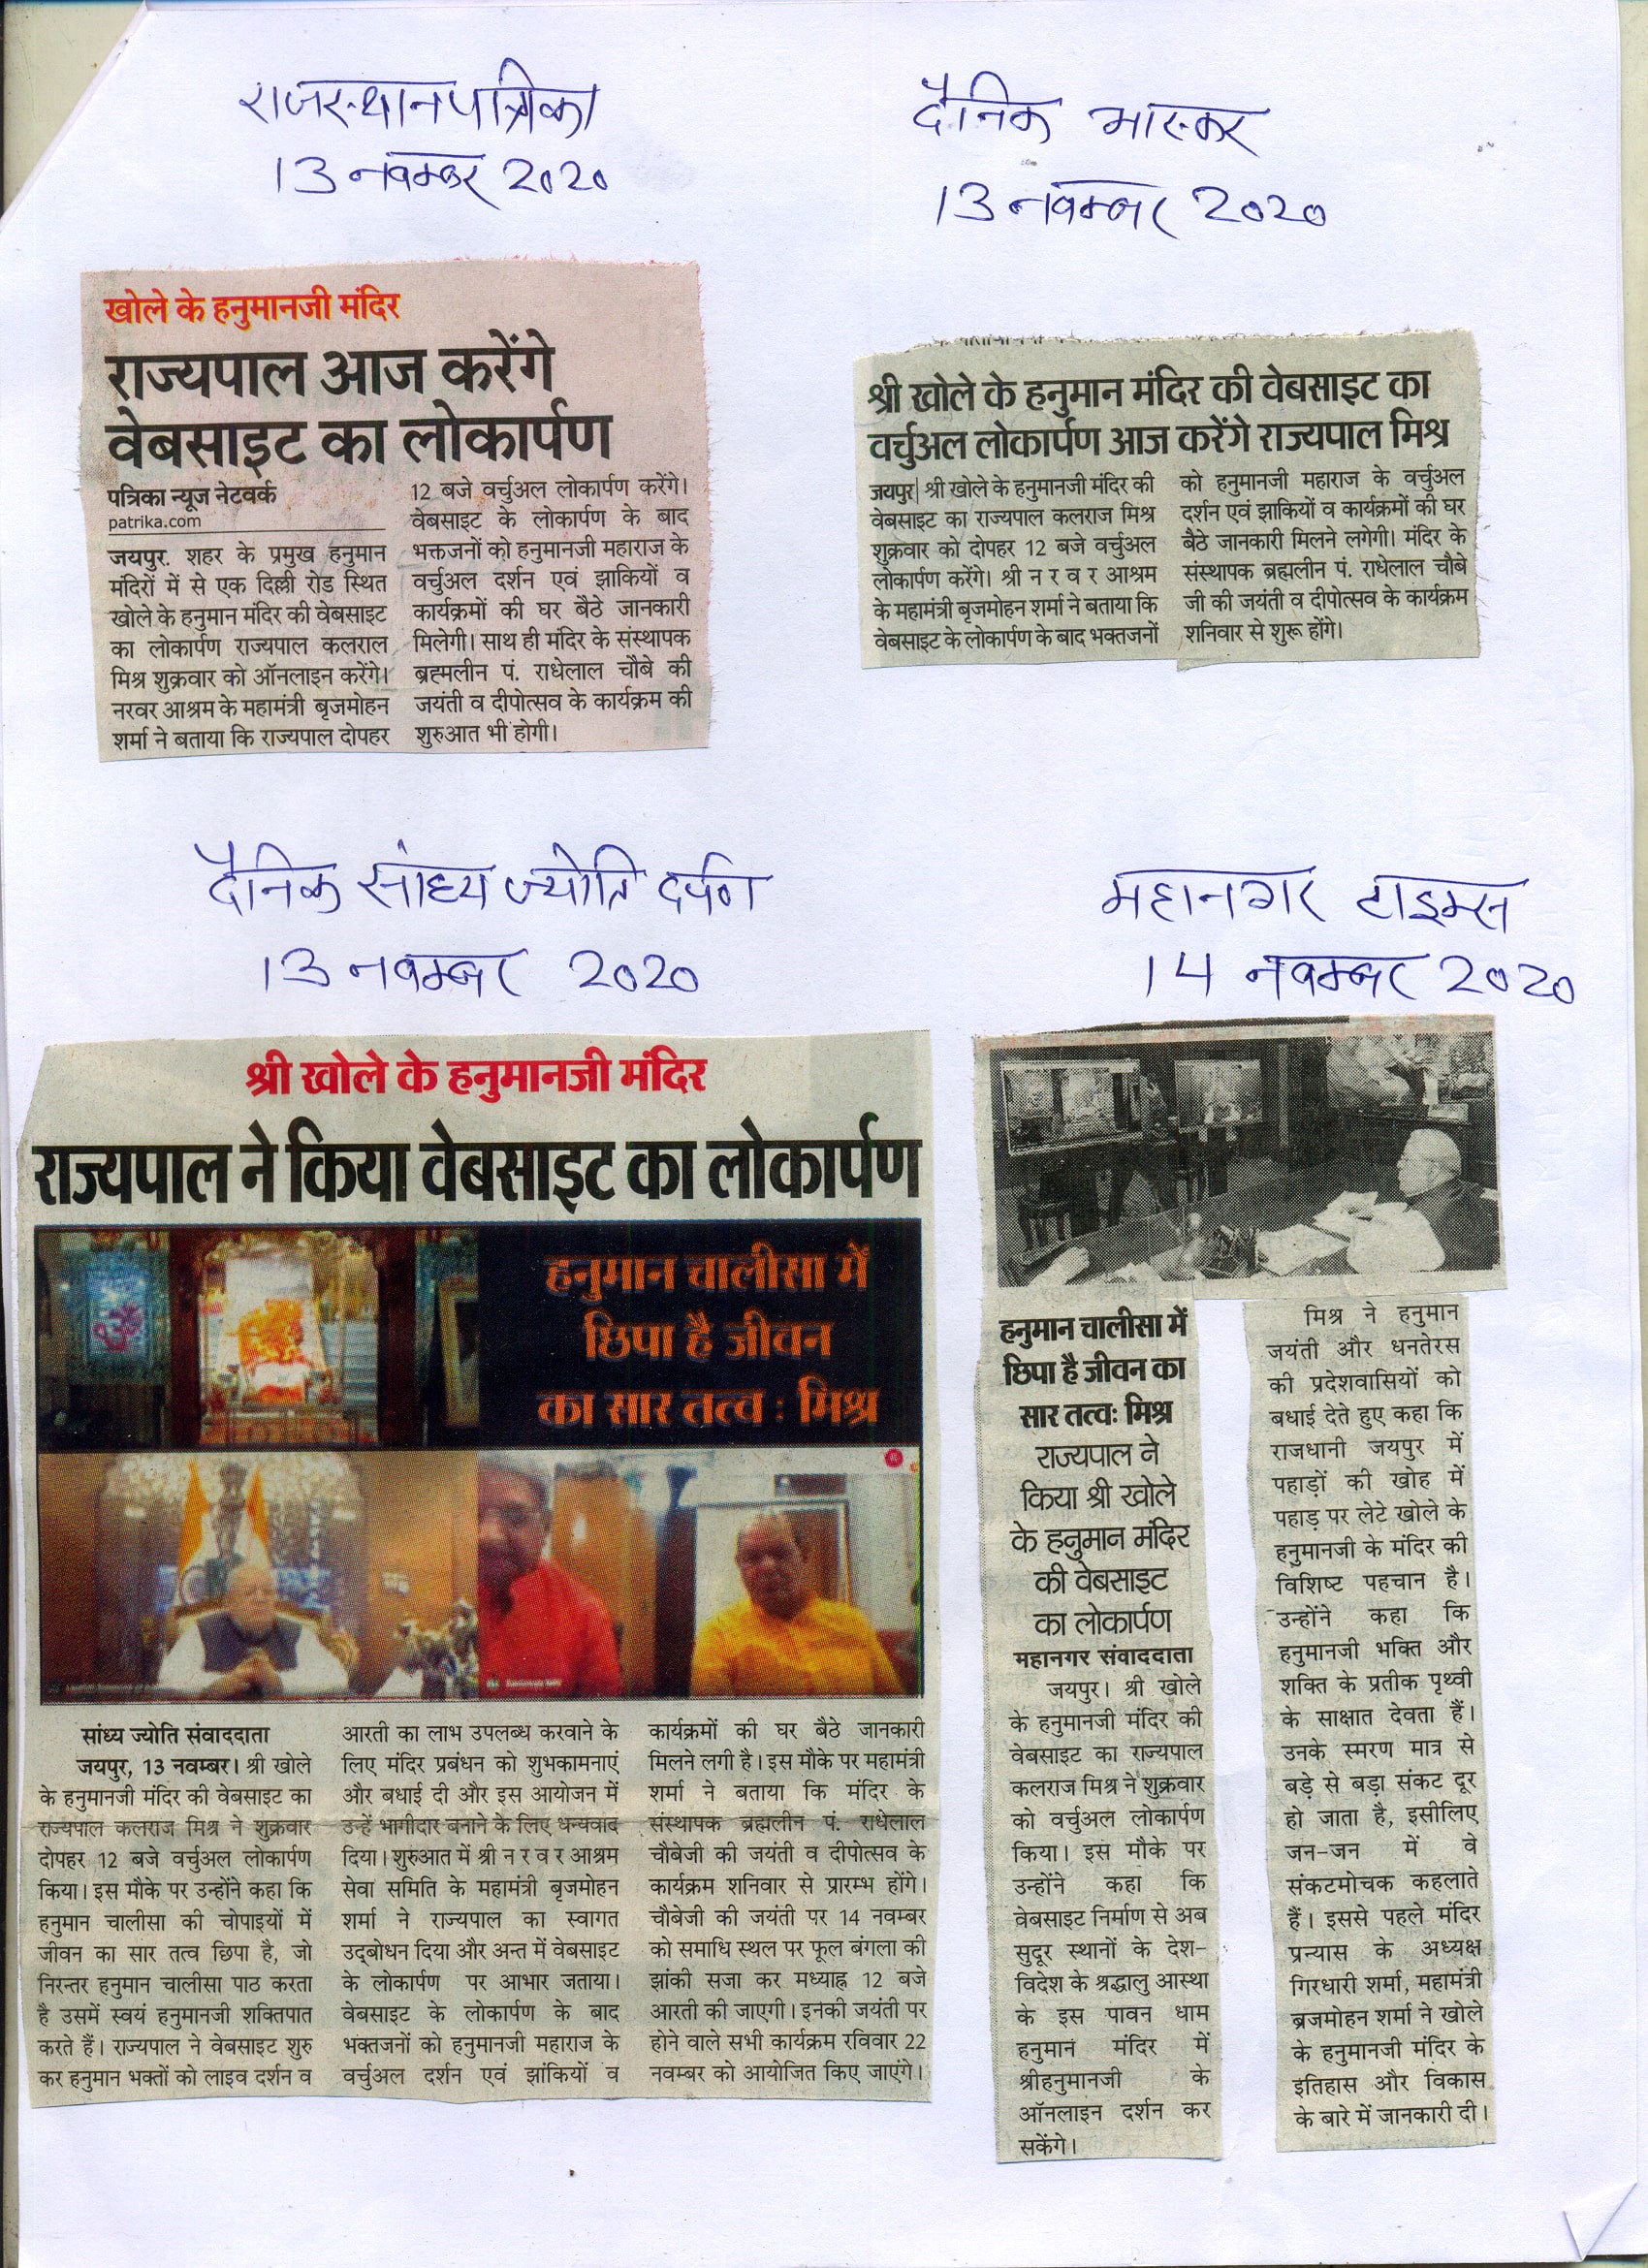 राजस्थान पत्रिका
13 नवम्बर 2020
खोले के हनुमानजी मंदिर
राज्यपाल आज करेंगे
वेबसाइट का लोकार्पण
पत्रिका न्यूज नेटवर्क
patrika.com
जयपुर. शहर के प्रमुख हनुमान
मंदिरों में से एक दिल्ली रोड स्थित
खोले के हनुमान मंदिर की वेबसाइट
का लोकार्पण राज्यपाल कलराल
मिश्र शुक्रवार को ऑनलाइन करेंगे।
नरवर आश्रम के महामंत्री बृजमोहन
शर्मा ने बताया कि राज्यपाल दोपहर
12 बजे वर्चुअल लोकार्पण करेंगे।
वेबसाइट के लोकार्पण के बाद
भक्तजनों को हनुमानजी महाराज के
वर्चुअल दर्शन एवं झाकियों व
कार्यक्रमों की घर बैठे जानकारी
मिलेगी। साथ ही मंदिर के संस्थापक
ब्रह्मलीन पं. राधेलाल चौबे की
जयंती व दीपोत्सव के कार्यक्रम की
शुरुआत भी होगी।
दैनिक भास्कर
13 नवम्बर 2020
श्री खोले के हनुमान मंदिर की वेबसाइट का
वर्चुअल लोकार्पण आज करेंगे राज्यपाल मिश्र
जयपुर| श्री खोले के हनुमानजी मंदिर की
वेबसाइट का राज्यपाल कलराज मिश्र
शुक्रवार को दोपहर 12 बजे वर्चुअल
लोकार्पण करेंगे। श्री न र व र आश्रम
के महामंत्री बृजमोहन शर्मा ने बताया कि
वेबसाइट के लोकार्पण के बाद भक्तजनों
को हनुमानजी महाराज के वर्चुअल
दर्शन एवं झाकियों व कार्यक्रमों की घर
बैठे जानकारी मिलने लगेगी। मंदिर के
संस्थापक ब्रह्मलीन पं. राधेलाल चौबे
जी की जयंती व दीपोत्सव के कार्यक्रम
शनिवार से शुरू होंगे।
दैनिक सांध्य ज्योति दर्पण
13 नवम्बर 2020
श्री खोले के हनुमानजी मंदिर
राज्यपाल ने किया वेबसाइट का लोकार्पण
हनुमान चालीसा में
छिपा है जीवन
का सार तत्व : मिश्र
सांध्य ज्योति संवाददाता
जयपुर, 13 नवम्बर। श्री खोले
के हनुमानजी मंदिर की वेबसाइट का
राज्यपाल कलराज मिश्र ने शुक्रवार
दोपहर 12 बजे वर्चुअल लोकार्पण
किया। इस मौके पर उन्होंने कहा कि
हनुमान चालीसा की चोपाइयों में
जीवन का सार तत्व छिपा है, जो
निरन्तर हनुमान चालीसा पाठ करता
है उसमें स्वयं हनुमानजी शक्तिपात
करते हैं। राज्यपाल ने वेबसाइट शुरु
कर हनुमान भक्तों को लाइव दर्शन व
आरती का लाभ उपलब्ध करवाने के
लिए मंदिर प्रबंधन को शुभकामनाएं
और बधाई दी और इस आयोजन में
उन्हें भागीदार बनाने के लिए धन्यवाद
दिया। शुरुआत में श्री न र व र आश्रम
सेवा समिति के महामंत्री बृजमोहन
शर्मा ने राज्यपाल का स्वागत
उद्बोधन दिया और अन्त में वेबसाइट
के लोकार्पण पर आभार जताया।
वेबसाइट के लोकार्पण के बाद
भक्तजनों को हनुमानजी महाराज के
वर्चुअल दर्शन एवं झांकियों व
कार्यक्रमों की घर बैठे जानकारी
मिलने लगी है। इस मौके पर महामंत्री
शर्मा ने बताया कि मंदिर के
संस्थापक ब्रह्मलीन पं. राधेलाल
चौबेजी की जयंती व दीपोत्सव के
कार्यक्रम शनिवार से प्रारम्भ होंगे।
चौबेजी की जयंती पर 14 नवम्बर
को समाधि स्थल पर फूल बंगला की
झांकी सजा कर मध्याह्न 12 बजे
आरती की जाएगी। इनकी जयंती पर
होने वाले सभी कार्यक्रम रविवार 22
नवम्बर को आयोजित किए जाएंगे।
महानगर टाइम्स
14 नवम्बर 2020
हनुमान चालीसा में
छिपा है जीवन का
सार तत्वः मिश्र
राज्यपाल ने
किया श्री खोले
के हनुमान मंदिर
की वेबसाइट
का लोकार्पण
महानगर संवाददाता
जयपुर। श्री खोले
के हनुमानजी मंदिर की
वेबसाइट का राज्यपाल
कलराज मिश्र ने शुक्रवार
को वर्चुअल लोकार्पण
किया। इस मौके पर
उन्होंने कहा कि
वेबसाइट निर्माण से अब
सुदूर स्थानों के देश-
विदेश के श्रद्धालु आस्था
के इस पावन धाम
हनुमान मंदिर में
श्रीहनुमानजी के
ऑनलाइन दर्शन कर
सकेंगे।
मिश्र ने हनुमान
जयंती और धनतेरस
की प्रदेशवासियों को
बधाई देते हुए कहा कि
राजधानी जयपुर में
पहाड़ों की खोह में
पहाड़ पर लेटे खोले के
हनुमानजी के मंदिर की
विशिष्ट पहचान है।
उन्होंने कहा कि
हनुमानजी भक्ति और
शक्ति के प्रतीक पृथ्वी
के साक्षात देवता हैं।
उनके स्मरण मात्र से
बड़े से बड़ा संकट दूर
हो जाता है, इसीलिए
जन-जन में वे
संकटमोचक कहलाते
हैं। इससे पहले मंदिर
प्रन्यास के अध्यक्ष
गिरधारी शर्मा, महामंत्री
ब्रजमोहन शर्मा ने खोले
के हनुमानजी मंदिर के
इतिहास और विकास
के बारे में जानकारी दी।